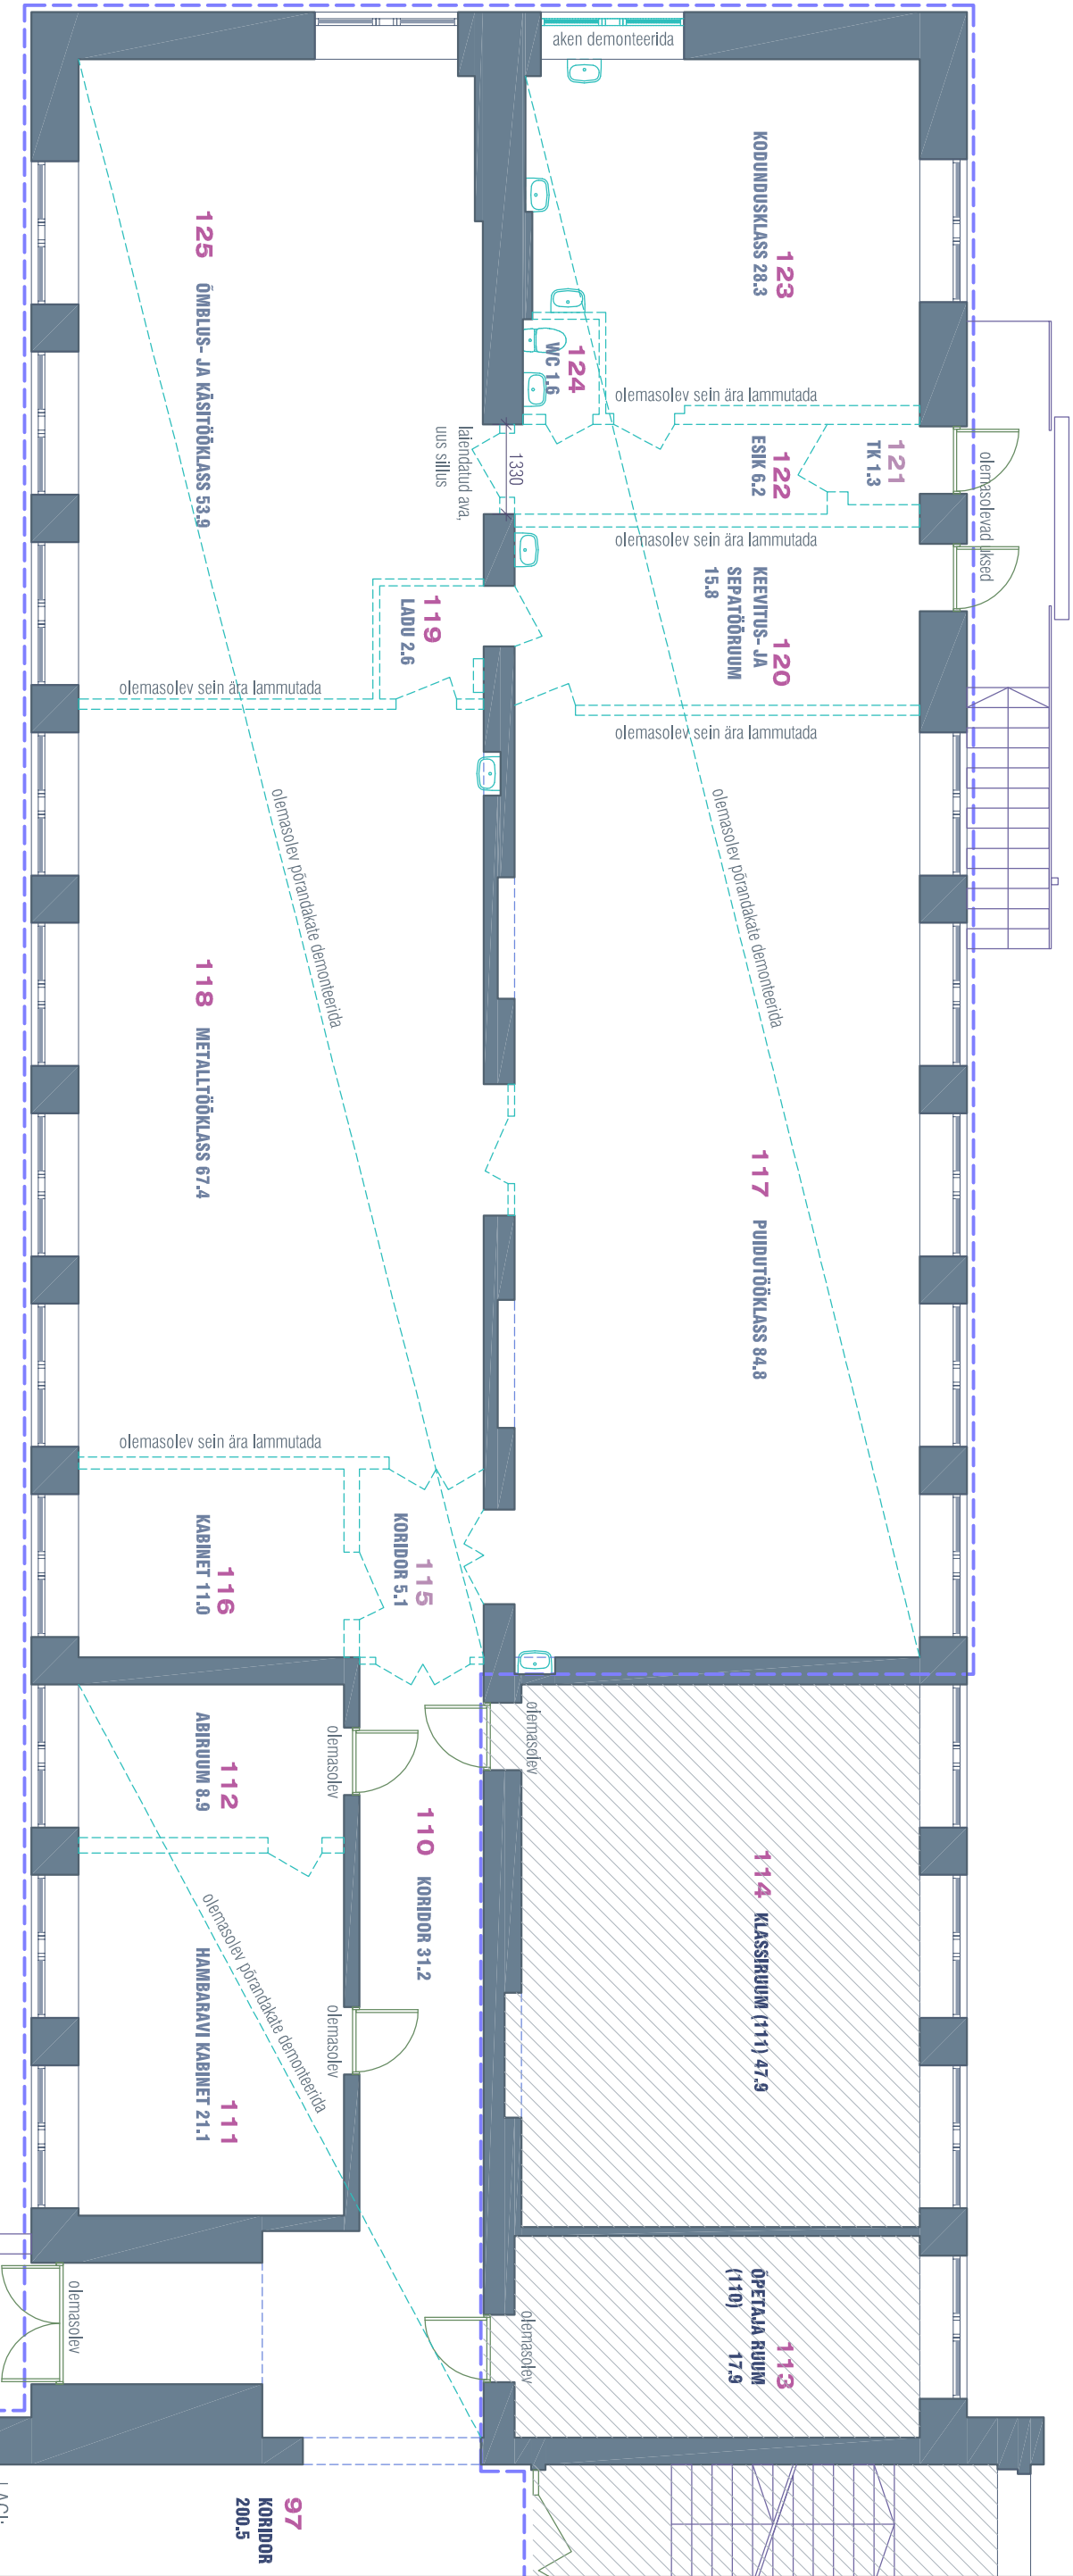 aken demonteerida
123
KODUNDUSKLASS 28.3
124
WC 1.6
125 ÕMBLUS- JA KÄSITÖÖKLASS 53.9
olemasolev sein ära lammutada
121
TK 1.3
122
ESIK 6.2
olemasolevad uksed
1330
laiendatud ava,
uus sillus
olemasolev sein ära lammutada
120
KEEVITUS- JA
SEPATÖÖRUUM
15.8
119
LADU 2.6
olemasolev sein ära lammutada
olemasolev sein ära lammutada
olemasolev põrandakate demonteerida
olemasolev põrandakate demonteerida
118 METALLTÖÖKLASS 67.4
117 PUIDUTÖÖKLASS 84.8
olemasolev sein ära lammutada
116
KABINET 11.0
115
KORIDOR 5.1
olemasolev
olemasolev
112
ABIRUUM 8.9
110 KORIDOR 31.2
114 KLASSIRUUM (111) 47.9
olemasolev põrandakate demonteerida
olemasolev
111
HAMBARAVI KABINET 21.1
113
ÕPETAJA RUUM
(110) 17.9
olemasolev
olemasolev
97
KORIDOR
200.5